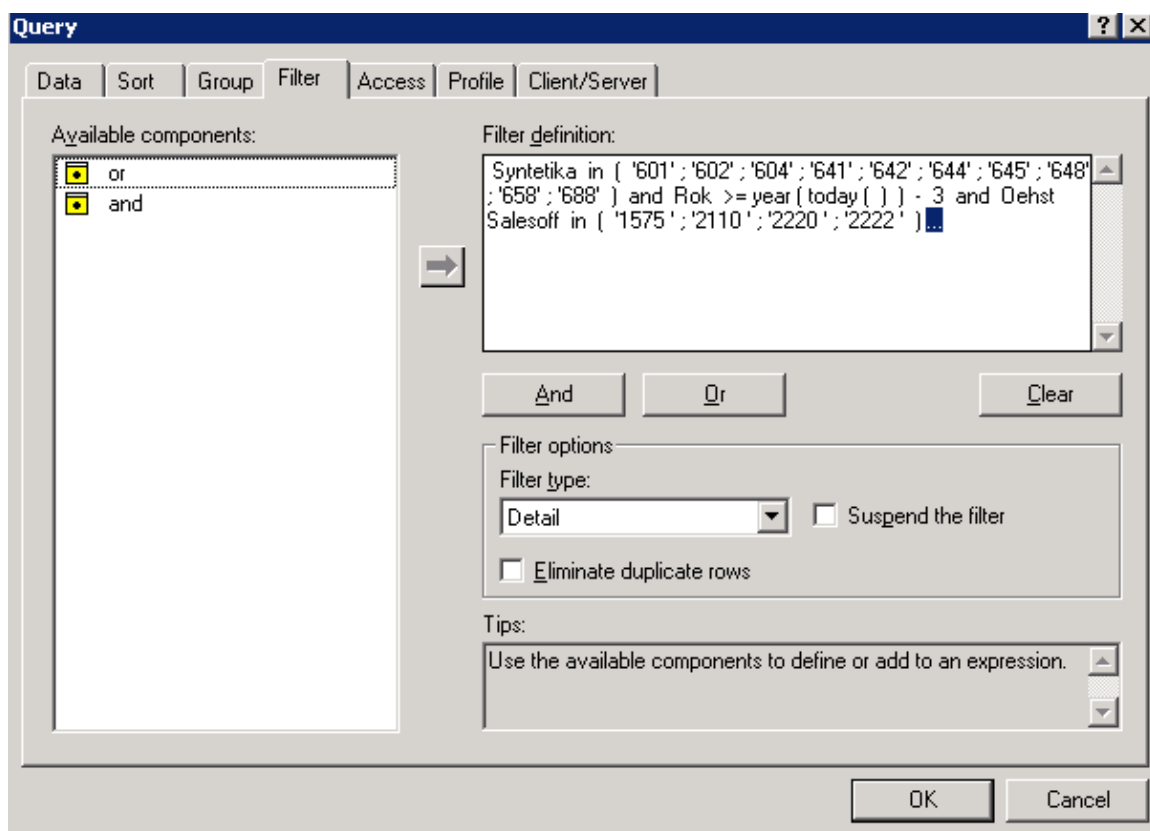 Query
Data Sort Group Filter Access Profile Client/Server
Available components:
or
and
Filter definition:
Syntetika in ( '601' ; '602' ; '604' ; '641' ; '642' ; '644' ; '645' ; '648'
; '658' ; '688' ) and Rok >= year ( today ( ) ) - 3 and Oehst
Salesoff in ( '1575 ' ; '2110 ' ; '2220 ' ; '2222 ' )...
And Or Clear
Filter options
Filter type:
Detail Suspend the filter
Eliminate duplicate rows
Tips:
Use the available components to define or add to an expression.
OK Cancel